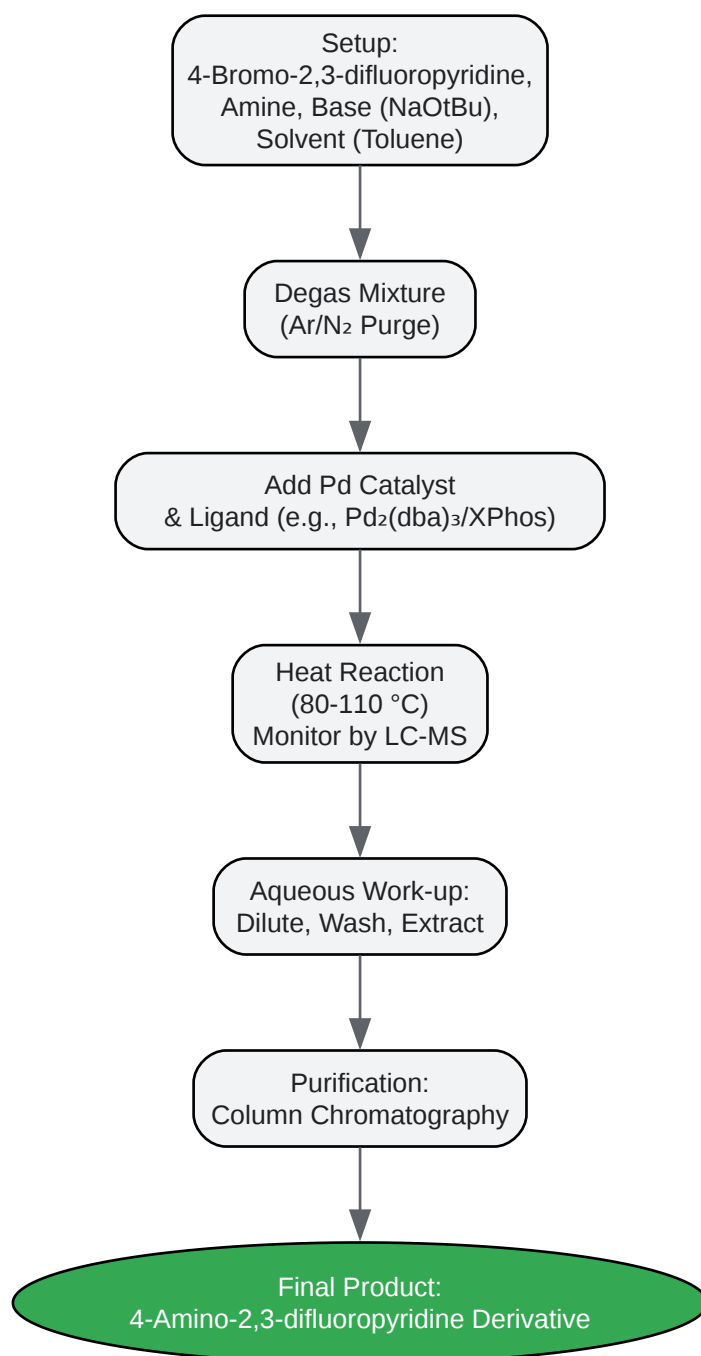 Setup:
4-Bromo-2,3-difluoropyridine,
Amine, Base (NaOtBu),
Solvent (Toluene)
Degas Mixture
(Ar/N₂ Purge)
Add Pd Catalyst
& Ligand (e.g., Pd₂(dba)₃/XPhos)
Heat Reaction
(80-110 °C)
Monitor by LC-MS
Aqueous Work-up:
Dilute, Wash, Extract
Purification:
Column Chromatography
Final Product:
4-Amino-2,3-difluoropyridine Derivative